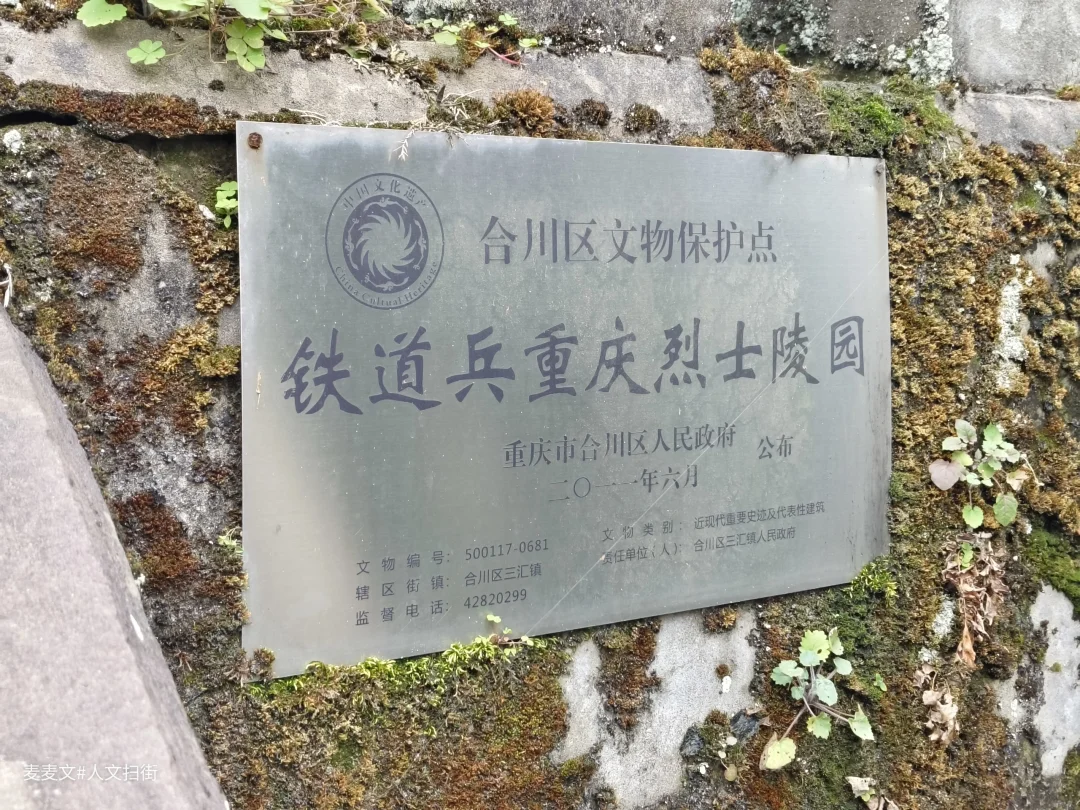 中国文化遗产
China Cultural Heritage
合川区文物保护点
铁道兵重庆烈士陵园
重庆市合川区人民政府 公布
二〇一一年六月
文物编号：500117-0681
辖区街镇：合川区三汇镇
监督电话：42820299
文物类别：近现代重要史迹及代表性建筑
责任单位（人）：合川区三汇镇人民政府
麦麦文#人文扫街